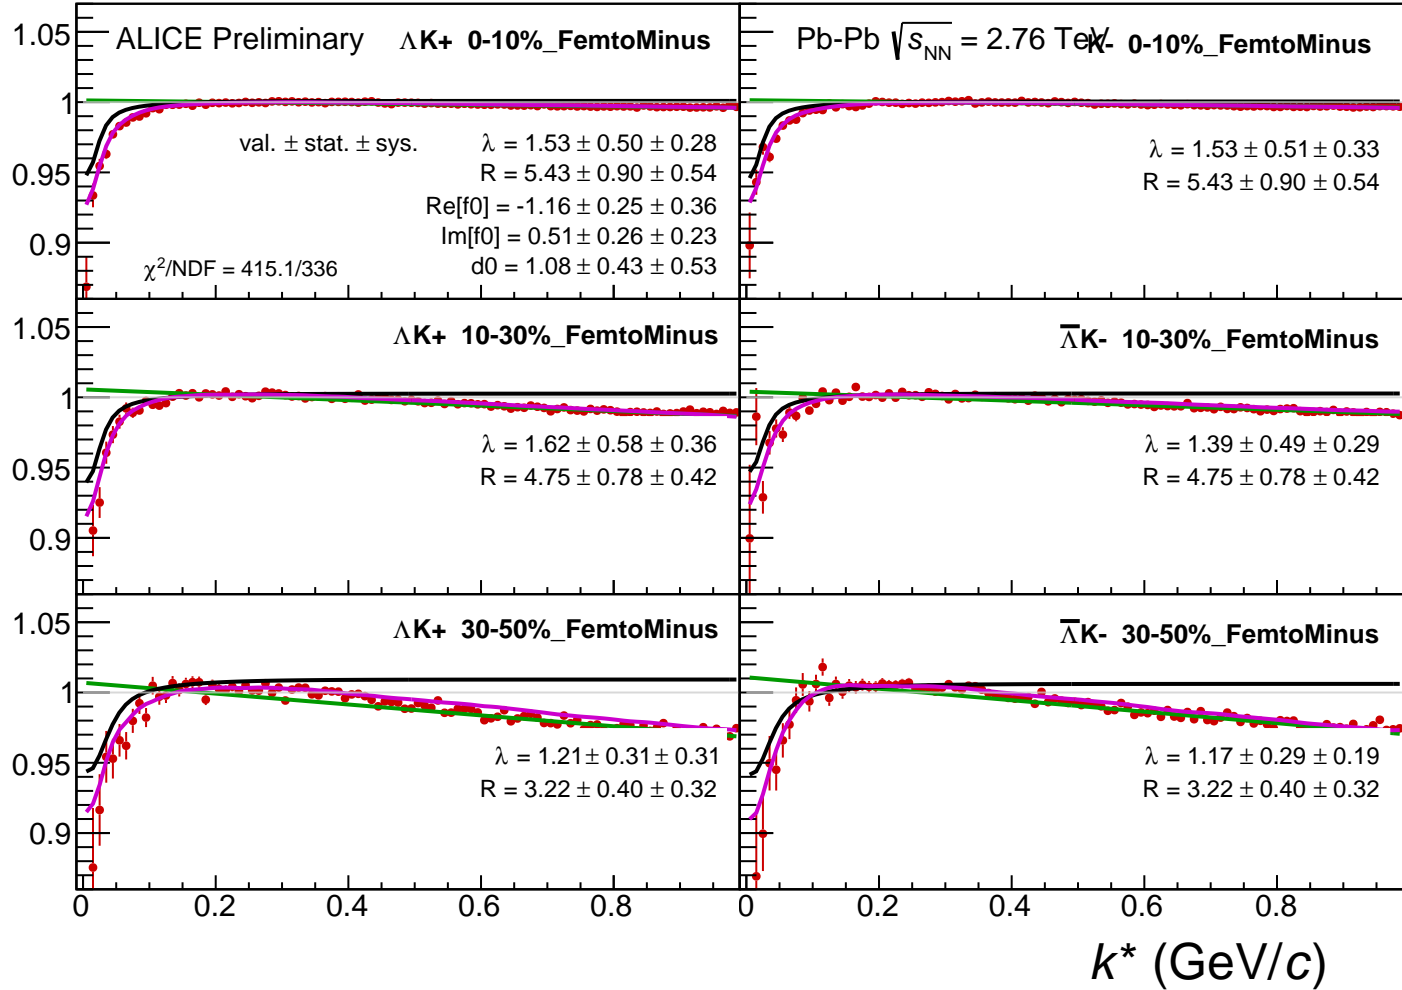 ALICE Preliminary ΛK+ 0-10%_FemtoMinus
Pb-Pb √sNN = 2.76 TeV K- 0-10%_FemtoMinus
1.05
1
0.95
0.9
val. ± stat. ± sys.
λ = 1.53 ± 0.50 ± 0.28
R = 5.43 ± 0.90 ± 0.54
Re[f0] = -1.16 ± 0.25 ± 0.36
Im[f0] = 0.51 ± 0.26 ± 0.23
d0 = 1.08 ± 0.43 ± 0.53
χ²/NDF = 415.1/336
λ = 1.53 ± 0.51 ± 0.33
R = 5.43 ± 0.90 ± 0.54
ΛK+ 10-30%_FemtoMinus
1.05
1
0.95
0.9
λ = 1.62 ± 0.58 ± 0.36
R = 4.75 ± 0.78 ± 0.42
Λ̅K- 10-30%_FemtoMinus
λ = 1.39 ± 0.49 ± 0.29
R = 4.75 ± 0.78 ± 0.42
ΛK+ 30-50%_FemtoMinus
1.05
1
0.95
0.9
λ = 1.21 ± 0.31 ± 0.31
R = 3.22 ± 0.40 ± 0.32
Λ̅K- 30-50%_FemtoMinus
λ = 1.17 ± 0.29 ± 0.19
R = 3.22 ± 0.40 ± 0.32
0 0.2 0.4 0.6 0.8
0 0.2 0.4 0.6 0.8
k* (GeV/c)